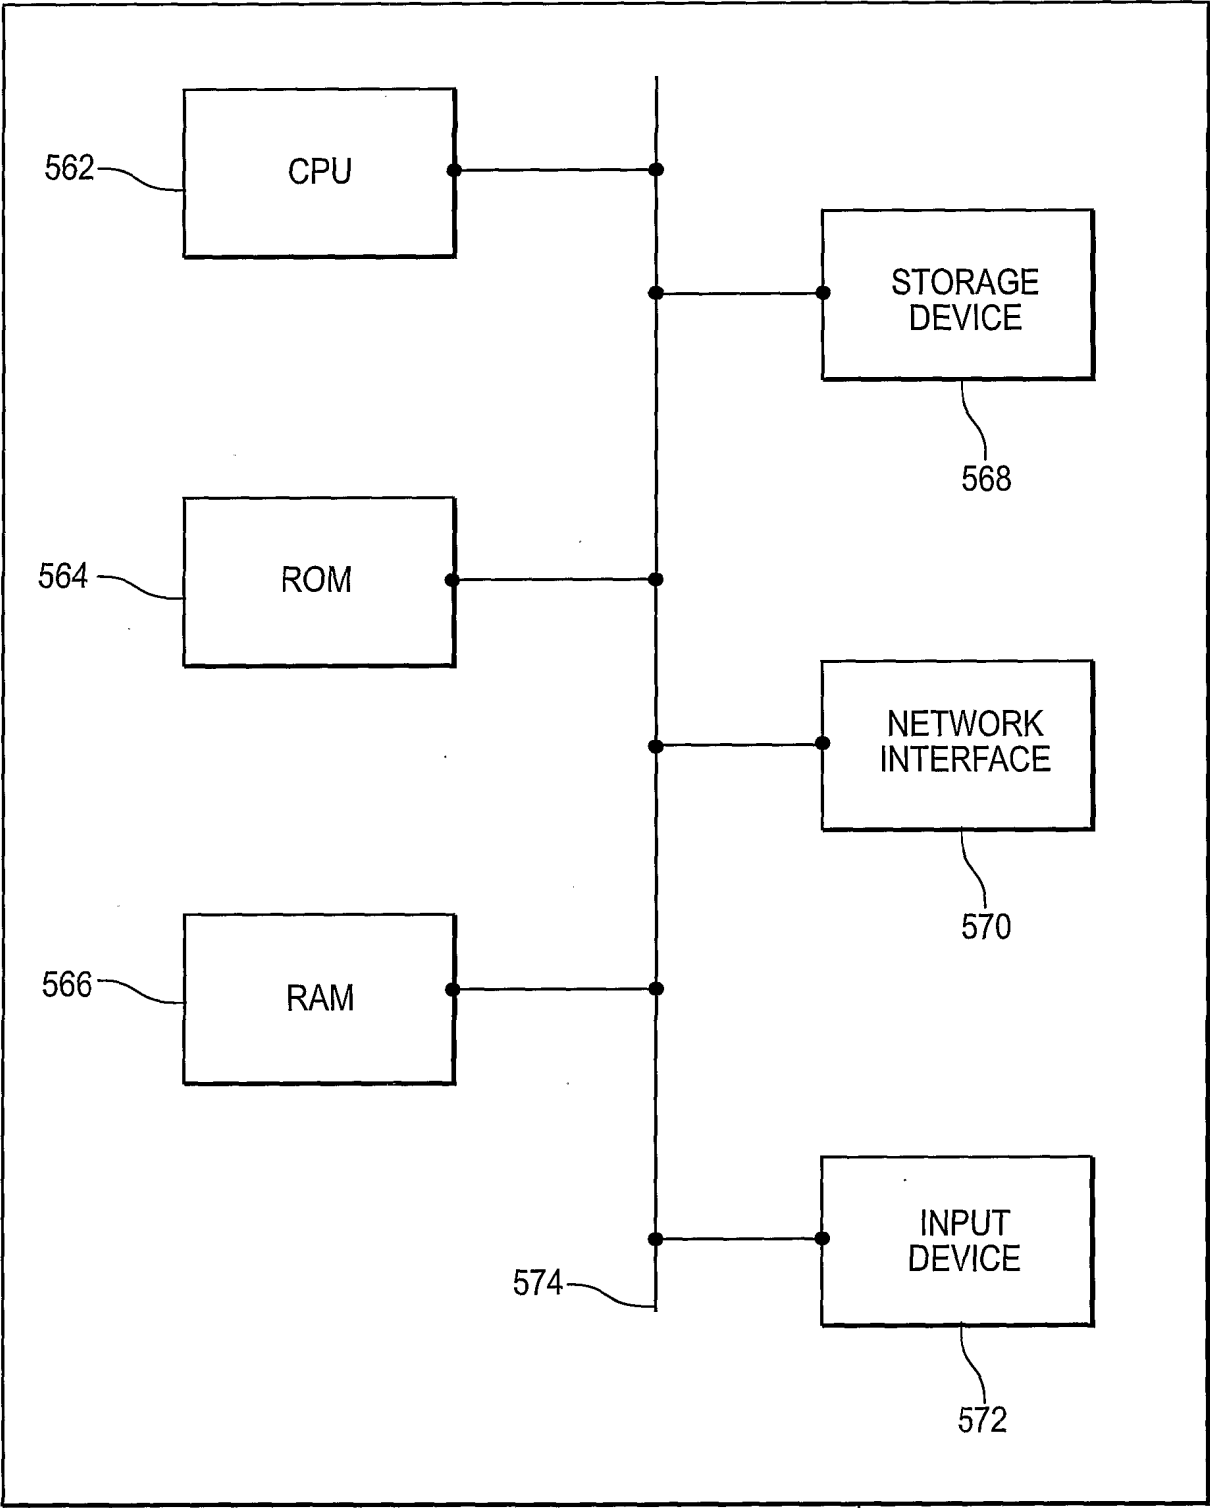 562
CPU
STORAGE
DEVICE
568
564
ROM
NETWORK
INTERFACE
570
566
RAM
INPUT
DEVICE
574
572